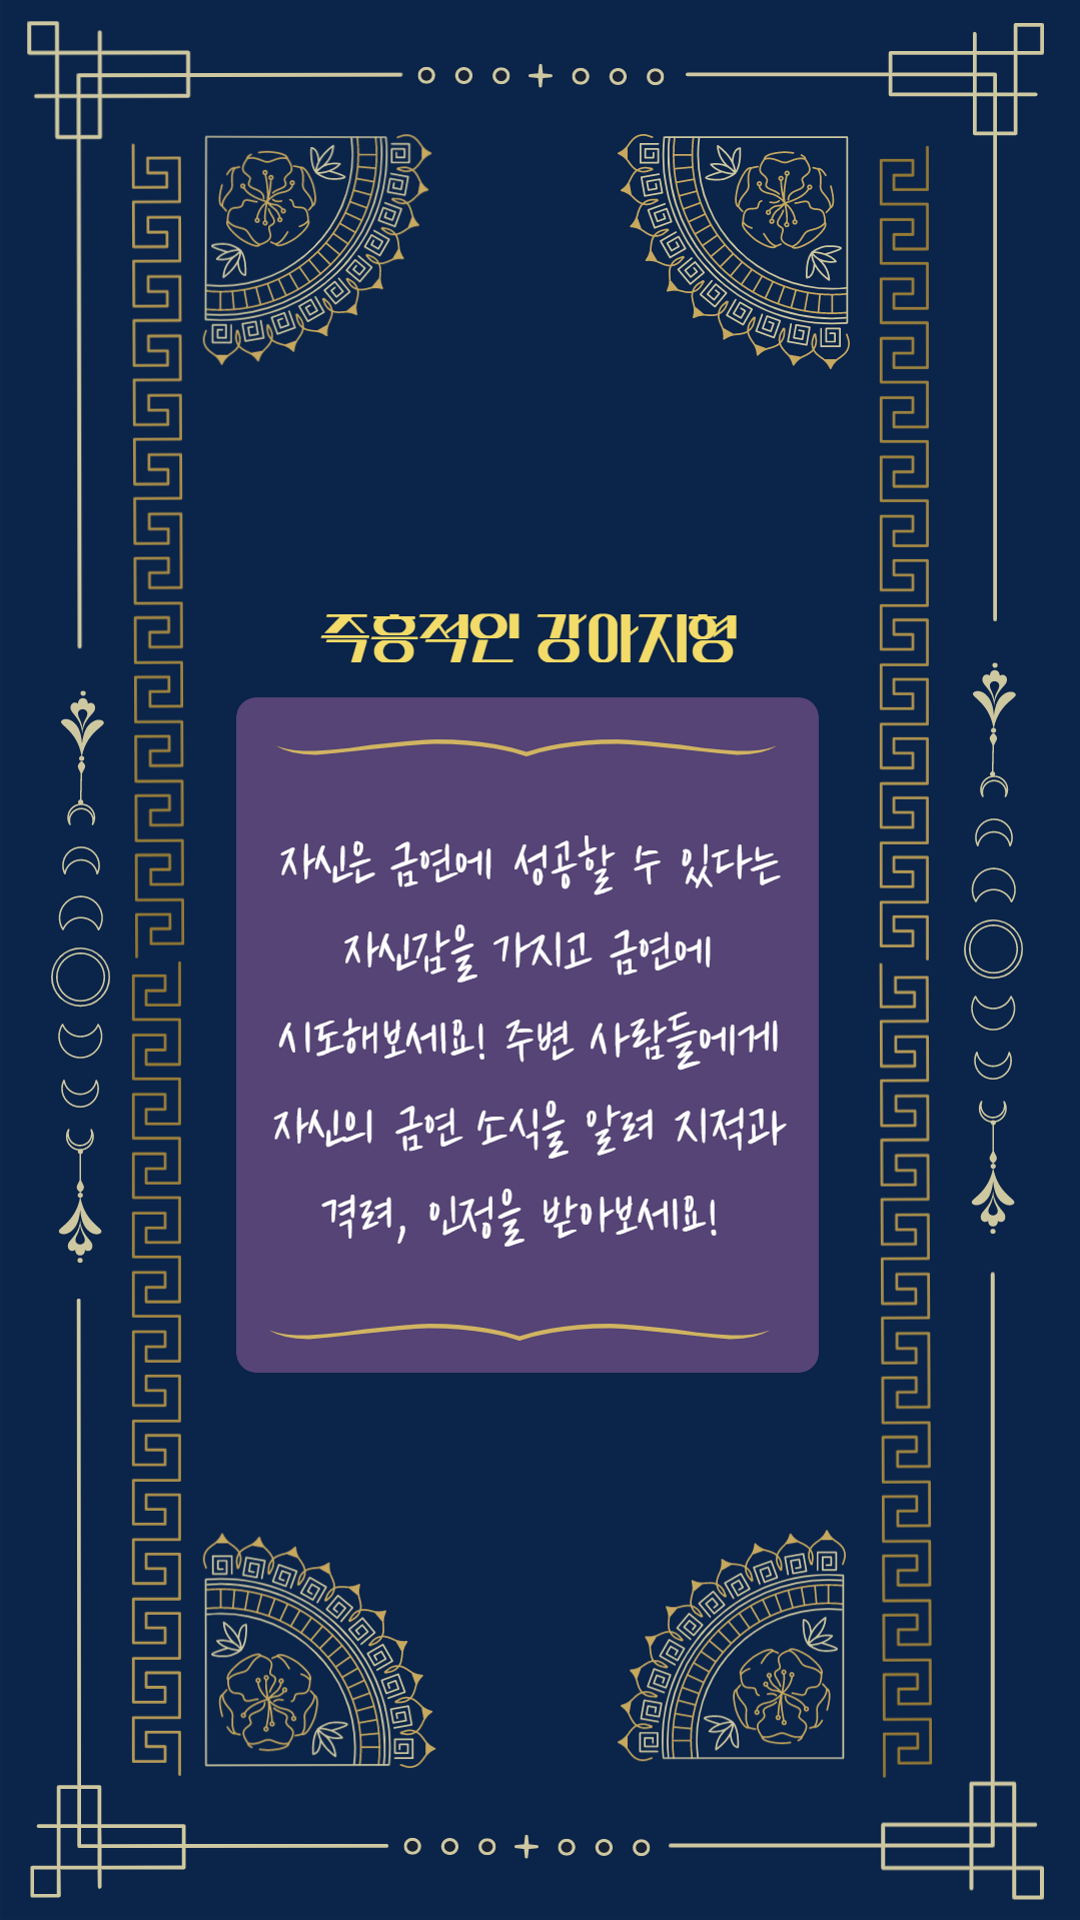 즉흥적인 강아지형
자신은 금연에 성공할 수 있다는
자신감을 가지고 금연에
시도해보세요! 주변 사람들에게
자신의 금연 소식을 알려 지적과
격려, 인정을 받아보세요!